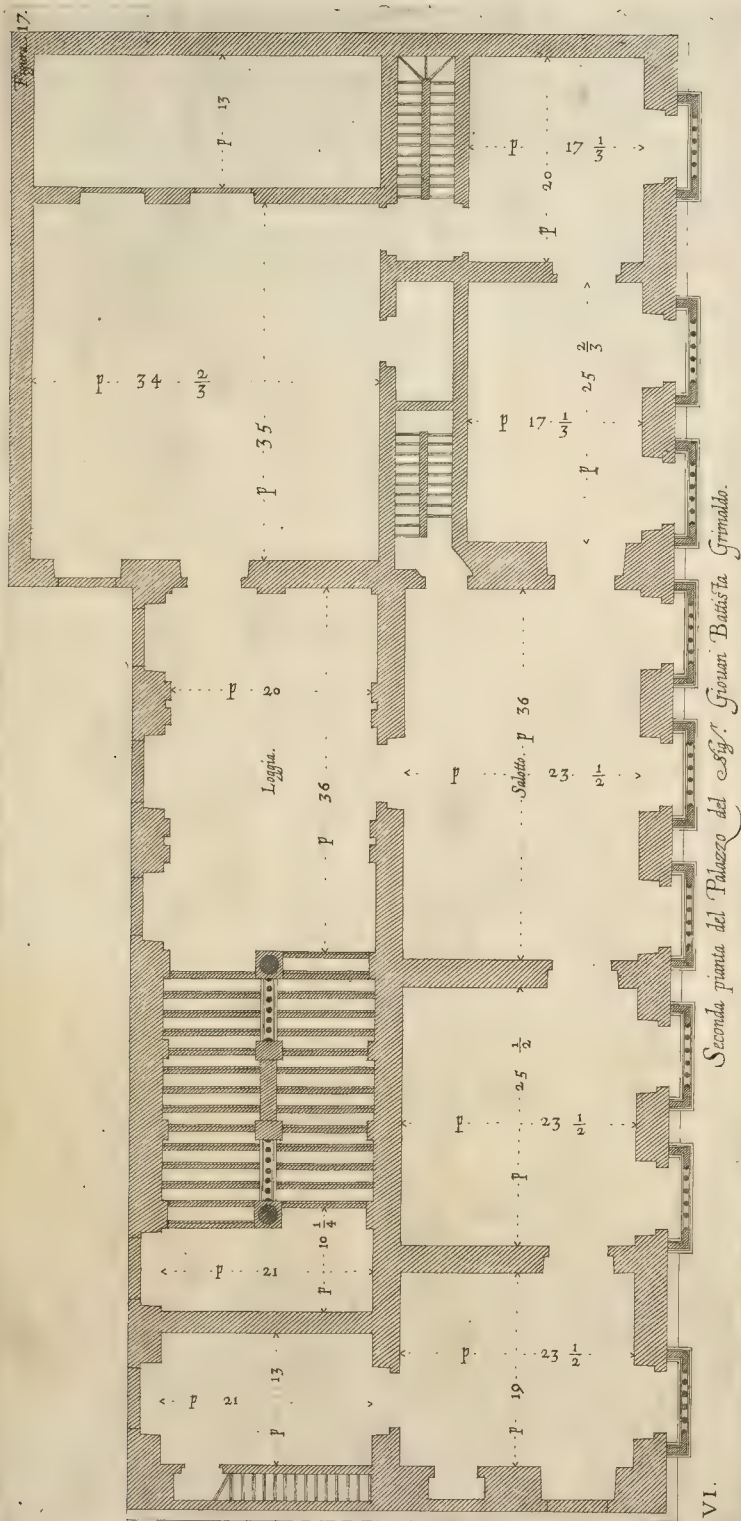 Figura 17.
p 13
p 34 2/3
p 35
p 17 1/3
p 20
p 25 2/3
p 17 1/3
p 20
Loggia.
p 36
p 23 1/2
Salotto. p 36
p 21
p 10 1/4
p 25 1/2
p 23 1/2
p 21
p 13
p 23 1/2
p 19
Seconda pianta del Palazzo del Sigr. Giouan Battista Grimaldo.
VI.